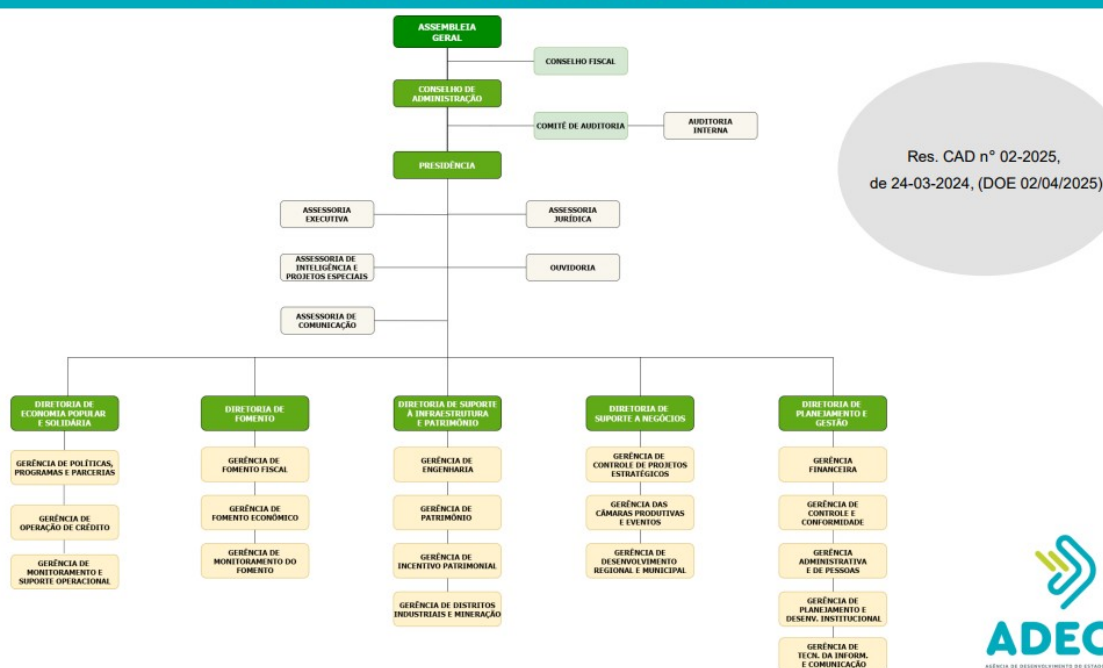 ASSEMBLEIA
GERAL
CONSELHO FISCAL
CONSELHO DE
ADMINISTRAÇÃO
COMITÊ DE AUDITORIA
AUDITORIA
INTERNA
PRESIDÊNCIA
Res. CAD n° 02-2025,
de 24-03-2024, (DOE 02/04/2025)
ASSESSORIA
EXECUTIVA
ASSESSORIA
JURÍDICA
ASSESSORIA DE
INTELIGÊNCIA E
PROJETOS ESPECIAIS
OUVIDORIA
ASSESSORIA DE
COMUNICAÇÃO
DIRETORIA DE
ECONOMIA POPULAR
E SOLIDÁRIA
GERÊNCIA DE POLÍTICAS,
PROGRAMAS E PARCERIAS
GERÊNCIA DE
OPERAÇÃO DE CRÉDITO
GERÊNCIA DE
MONITORAMENTO E
SUPORTE OPERACIONAL
DIRETORIA DE
FOMENTO
GERÊNCIA DE
FOMENTO FISCAL
GERÊNCIA DE
FOMENTO ECONÔMICO
GERÊNCIA DE
MONITORAMENTO DO
FOMENTO
DIRETORIA DE SUPORTE
À INFRAESTRUTURA
E PATRIMÔNIO
GERÊNCIA DE
ENGENHARIA
GERÊNCIA DE
PATRIMÔNIO
GERÊNCIA DE
INCENTIVO PATRIMONIAL
GERÊNCIA DE DISTRITOS
INDUSTRIAIS E MINERAÇÃO
DIRETORIA DE
SUPORTE A NEGÓCIOS
GERÊNCIA DE
CONTROLE DE PROJETOS
ESTRATÉGICOS
GERÊNCIA DAS
CÂMARAS PRODUTIVAS
E EVENTOS
GERÊNCIA DE
DESENVOLVIMENTO
REGIONAL E MUNICIPAL
DIRETORIA DE
PLANEJAMENTO E
GESTÃO
GERÊNCIA
FINANCEIRA
GERÊNCIA DE
CONTROLE E
CONFORMIDADE
GERÊNCIA
ADMINISTRATIVA
E DE PESSOAS
GERÊNCIA DE
PLANEJAMENTO E
DESENV. INSTITUCIONAL
GERÊNCIA DE
TECN. DA INFORM.
E COMUNICAÇÃO
ADEC
AGÊNCIA DE DESENVOLVIMENTO DO ESTADO